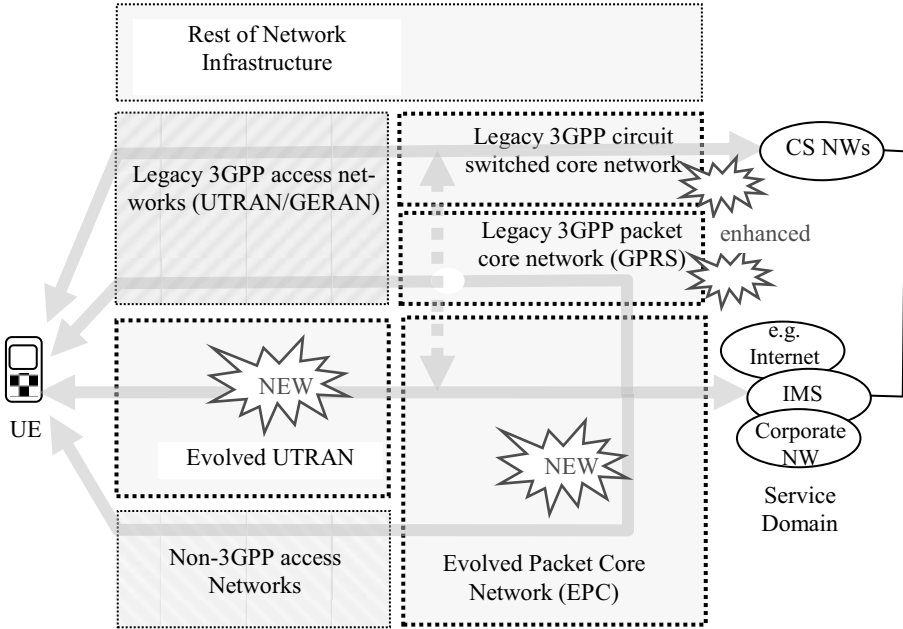 Rest of Network
Infrastructure
Legacy 3GPP access net-
works (UTRAN/GERAN)
Legacy 3GPP circuit
switched core network
CS NWs
Legacy 3GPP packet
core network (GPRS)
enhanced
UE
NEW
Evolved UTRAN
NEW
e.g.
Internet
IMS
Corporate
NW
Service
Domain
Non-3GPP access
Networks
Evolved Packet Core
Network (EPC)